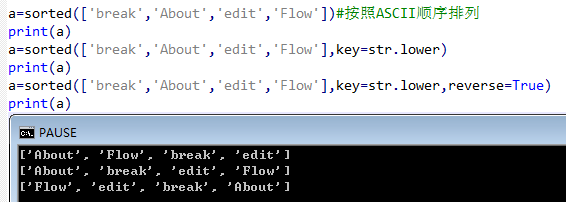 a=sorted(['break','About','edit','Flow'])#按照ASCII顺序排列
print(a)
a=sorted(['break','About','edit','Flow'],key=str.lower)
print(a)
a=sorted(['break','About','edit','Flow'],key=str.lower,reverse=True)
print(a)
C:\. PAUSE
['About', 'Flow', 'break', 'edit']
['About', 'break', 'edit', 'Flow']
['Flow', 'edit', 'break', 'About']